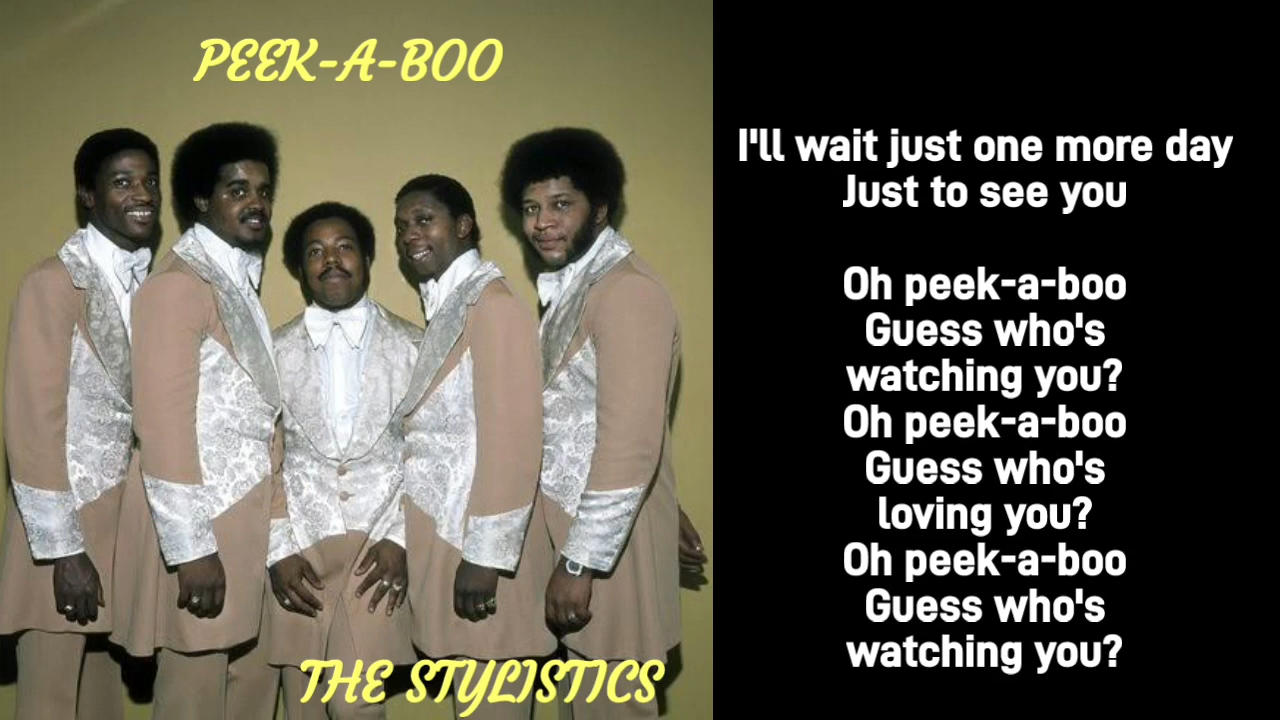 PEEK-A-BOO
THE STYLISTICS
I'll wait just one more day
Just to see you
Oh peek-a-boo
Guess who's
watching you?
Oh peek-a-boo
Guess who's
loving you?
Oh peek-a-boo
Guess who's
watching you?